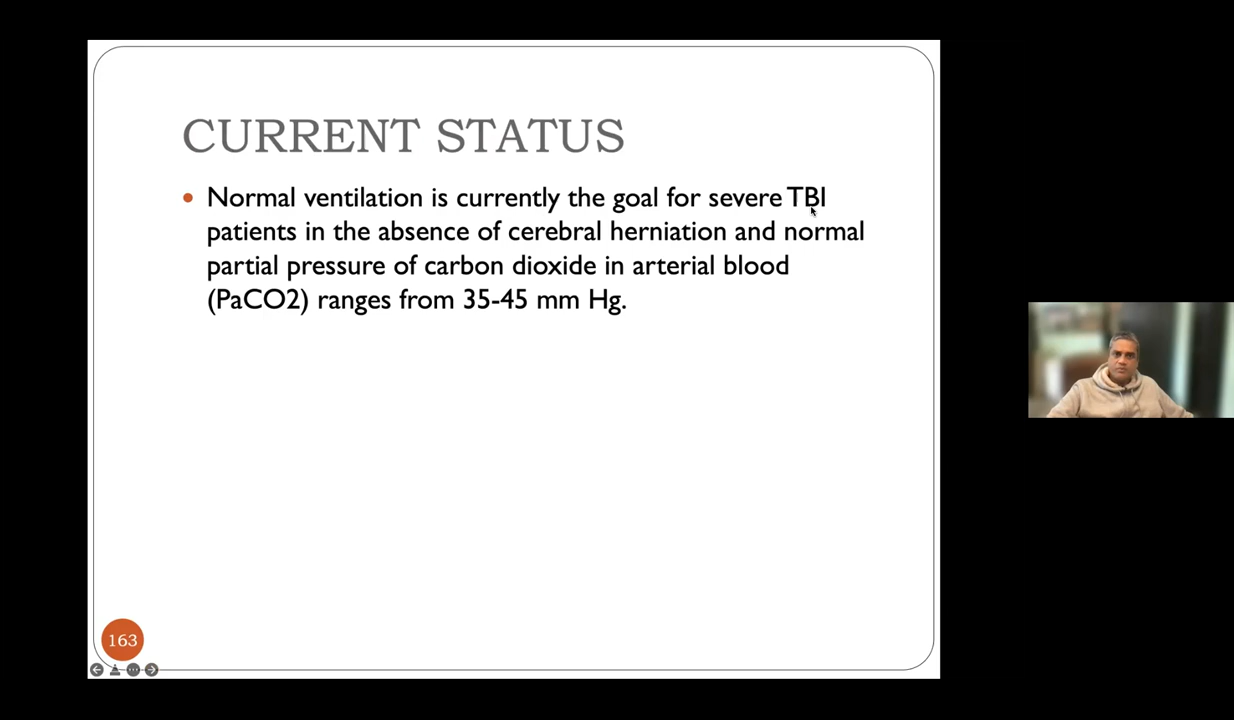 CURRENT STATUS
Normal ventilation is currently the goal for severe TBI
patients in the absence of cerebral herniation and normal
partial pressure of carbon dioxide in arterial blood
(PaCO2) ranges from 35-45 mm Hg.
163